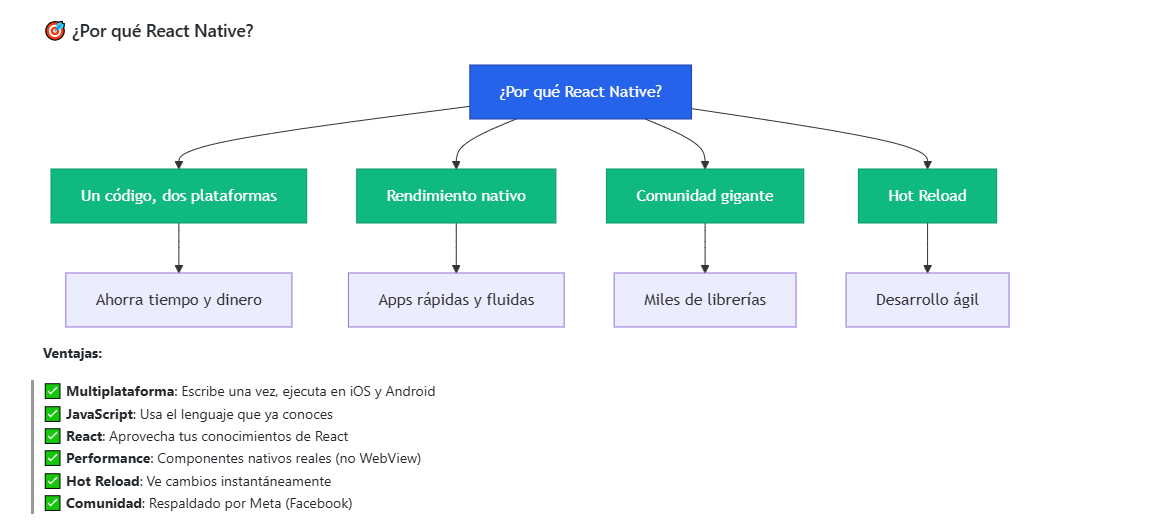 🎯 ¿Por qué React Native?
¿Por qué React Native?
Un código, dos plataformas
Rendimiento nativo
Comunidad gigante
Hot Reload
Ahorra tiempo y dinero
Apps rápidas y fluidas
Miles de librerías
Desarrollo ágil
Ventajas:
✅ Multiplataforma: Escribe una vez, ejecuta en iOS y Android
✅ JavaScript: Usa el lenguaje que ya conoces
✅ React: Aprovecha tus conocimientos de React
✅ Performance: Componentes nativos reales (no WebView)
✅ Hot Reload: Ve cambios instantáneamente
✅ Comunidad: Respaldado por Meta (Facebook)